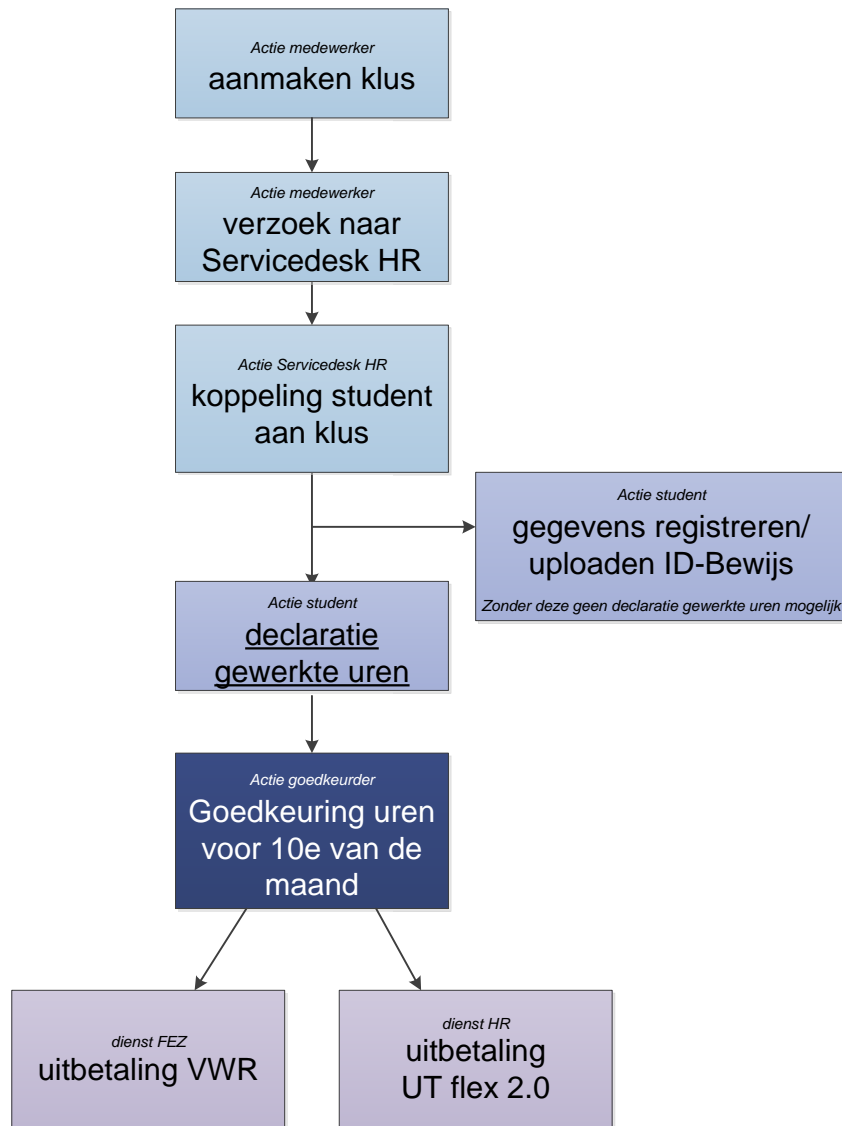 Actie medewerker
aanmaken klus
Actie medewerker
verzoek naar
Servicedesk HR
Actie Servicedesk HR
koppeling student
aan klus
Actie student
gegevens registreren/
uploaden ID-Bewijs
Zonder deze geen declaratie gewerkte uren mogelijk
Actie student
declaratie
gewerkte uren
Actie goedkeurder
Goedkeuring uren
voor 10e van de
maand
dienst FEZ
uitbetaling VWR
dienst HR
uitbetaling
UT flex 2.0